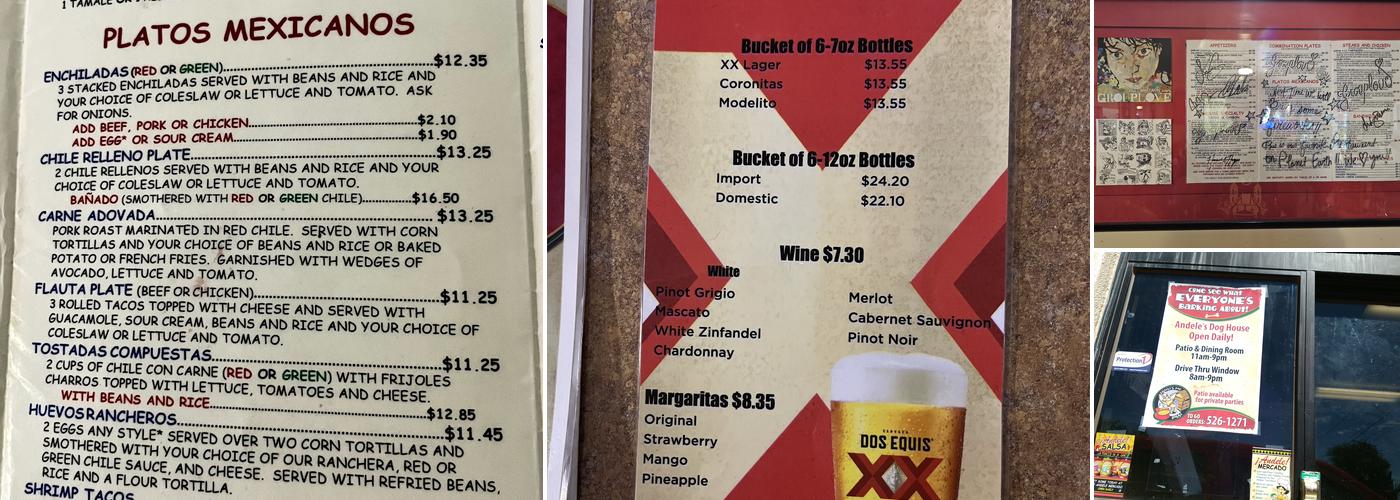 PLATOS MEXICANOS
ENCHILADAS (RED OR GREEN)...$12.35
3 STACKED ENCHILADAS SERVED WITH BEANS AND RICE AND
YOUR CHOICE OF COLESLAW OR LETTUCE AND TOMATO. ASK
FOR ONIONS.
ADD BEEF, PORK OR CHICKEN...$2.10
ADD EGG* OR SOUR CREAM...$1.90
CHILE RELLENO PLATE...$13.25
2 CHILE RELLENOS SERVED WITH BEANS AND RICE AND YOUR
CHOICE OF COLESLAW OR LETTUCE AND TOMATO.
BAÑADO (SMOTHERED WITH RED OR GREEN CHILE)...$16.50
CARNE ADOVADA...$13.25
PORK ROAST MARINATED IN RED CHILE. SERVED WITH CORN
TORTILLAS AND YOUR CHOICE OF BEANS AND RICE OR BAKED
POTATO OR FRENCH FRIES. GARNISHED WITH WEDGES OF
AVOCADO, LETTUCE AND TOMATO.
FLAUTA PLATE (BEEF OR CHICKEN)...$11.25
3 ROLLED TACOS TOPPED WITH CHEESE AND SERVED WITH
GUACAMOLE, SOUR CREAM, BEANS AND RICE AND YOUR CHOICE OF
COLESLAW OR LETTUCE AND TOMATO.
TOSTADAS COMPUESTAS...$11.25
2 CUPS OF CHILE CON CARNE (RED OR GREEN) WITH FRIJOLES
CHARROS TOPPED WITH LETTUCE, TOMATOES AND CHEESE.
WITH BEANS AND RICE...$12.85
HUEVOS RANCHEROS...$11.45
2 EGGS ANY STYLE* SERVED OVER TWO CORN TORTILLAS AND
SMOTHERED WITH YOUR CHOICE OF OUR RANCHERA, RED OR
GREEN CHILE SAUCE, AND CHEESE. SERVED WITH REFRIED BEANS,
RICE AND A FLOUR TORTILLA.
SHRIMP TACOS
Bucket of 6-7oz Bottles
XX Lager $13.55
Coronitas $13.55
Modelito $13.55
Bucket of 6-12oz Bottles
Import $24.20
Domestic $22.10
Wine $7.30
White
Pinot Grigio
Mascato
White Zinfandel
Chardonnay
Merlot
Cabernet Sauvignon
Pinot Noir
Margaritas $8.35
Original
Strawberry
Mango
Pineapple
DOS EQUIS
XX
GROUPLOVE
APPETIZERS
COMBINATION PLATES
STEAKS AND CHICKEN
PLATOS MEXICANOS
COME SEE WHAT
EVERYONE'S
BARKING ABOUT!
Andele's Dog House
Open Daily!
Patio & Dining Room
11am-9pm
Drive Thru Window
8am-9pm
Patio available
for private parties
TO GO
ORDERS: 526-1271
Protection 1
SALSA
¡Andele!
MERCADO